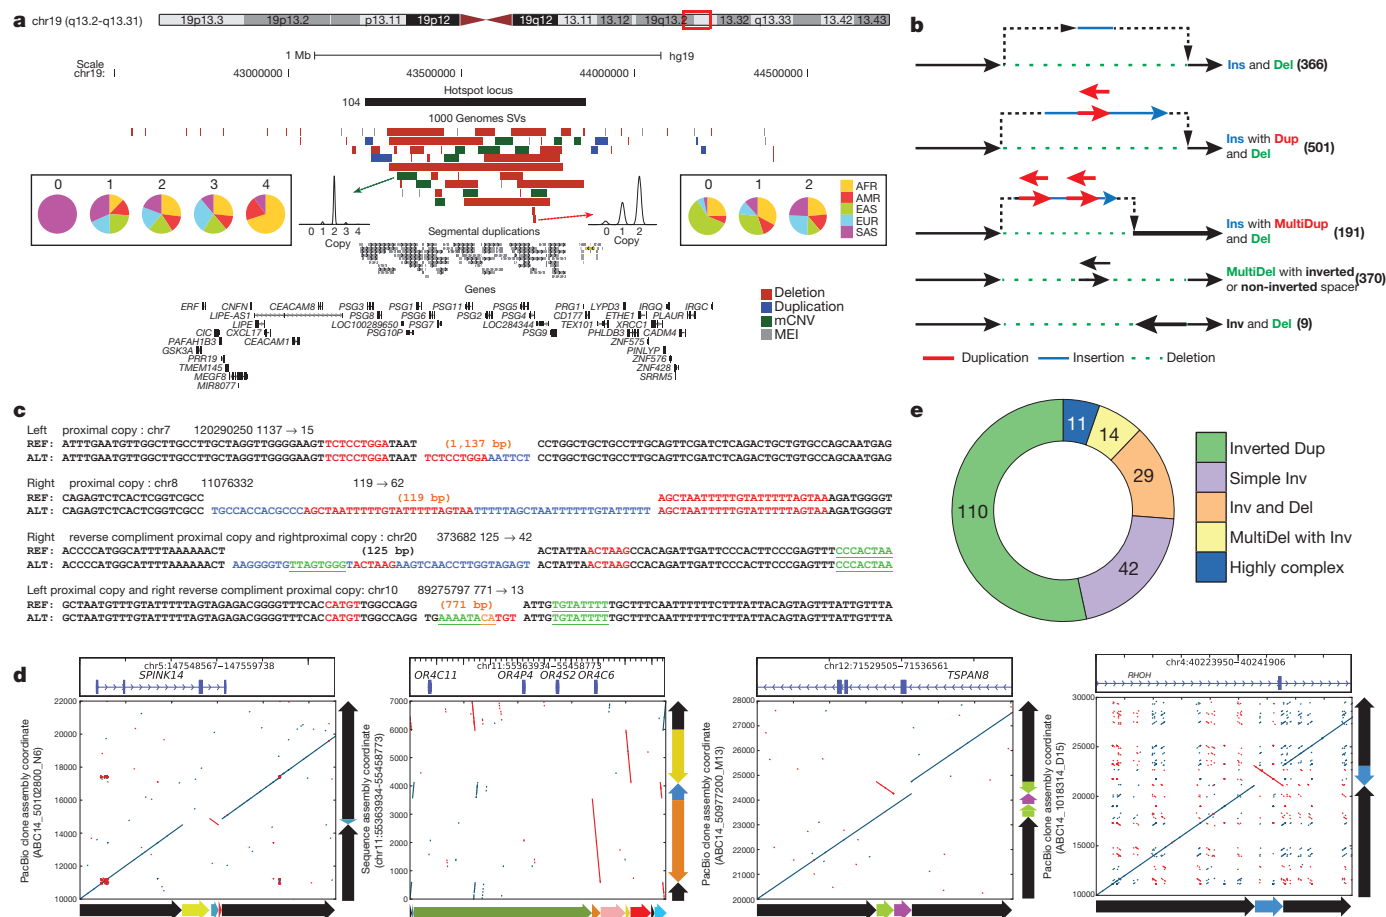 a
chr19 (q13.2-q13.31)
19p13.3
19p13.2
p13.11
19p12
19q12
13.11
13.12
19q13.2
13.32
q13.33
13.42
13.43
1 Mb
hg19
Scale
chr19:
43000000
43500000
44000000
44500000
Hotspot locus
104
1000 Genomes SVs
0 1 2 3 4
0 1 2 3 4
Copy
0 1 2
Copy
0 1 2
AFR
AMR
EAS
EUR
SAS
Segmental duplications
Genes
ERF CNFN CEACAM8 PSG3 PSG1 PSG11 PSG5 PRG1 LYPD3 IRGQ IRGC
LIPE-AS1 PSG8 PSG6 PSG2 PSG4 CD177 ETHE1 PLAUR
LIPE LOC100289650 PSG7 LOC284344 TEX101 XRCC1
CIC CXCL17 PSG10P PSG9 PHLDB3 CADM4
PAFAH1B3 CEACAM1 ZNF575
GSK3A PINLYP
PRR19 ZNF576
TMEM145 ZNF428
MEGF8 SRRM5
MIR8077
Deletion
Duplication
mCNV
MEI
b
Ins and Del (366)
Ins with Dup
and Del
(501)
Ins with MultiDup
and Del
(191)
MultiDel with inverted
or non-inverted spacer
(370)
Inv and Del (9)
Duplication Insertion Deletion
c
Left proximal copy : chr7 120290250 1137 → 15
REF: ATTTGAATGTTGGCTTGCCTTGCTAGGTTGGGGAAGTTCTCCTGGATAAT (1,137 bp) CCTGGCTGCTGCCTTGCAGTTCGATCTCAGACTGCTGTGCCAGCAATGAG
ALT: ATTTGAATGTTGGCTTGCCTTGCTAGGTTGGGGAAGTTCTCCTGGATAAT TCTCCTGGAAATTCT CCTGGCTGCTGCCTTGCAGTTCGATCTCAGACTGCTGTGCCAGCAATGAG
Right proximal copy : chr8 11076332 119 → 62
REF: CAGAGTCTCACTCGGTCGCC (119 bp) AGCTAATTTTTGTATTTTTAGTAAAGATGGGGT
ALT: CAGAGTCTCACTCGGTCGCC TGCCACCACGCCCAGCTAATTTTTGTATTTTTAGTAATTTTTAGCTAATTTTTTGTATTTTT AGCTAATTTTTGTATTTTTAGTAAAGATGGGGT
Right reverse compliment proximal copy and rightproximal copy : chr20 373682 125 → 42
REF: ACCCCATGGCATTTTAAAAAACT (125 bp) ACTATTAACTAAGCCACAGATTGATTCCCACTTCCCGAGTTTCCCACTAA
ALT: ACCCCATGGCATTTTAAAAAACT AAGGGGTGTTAGTGGGTACTAAGAAGTCAACCTTGGTAGAGT ACTATTAACTAAGCCACAGATTGATTCCCACTTCCCGAGTTTCCCACTAA
Left proximal copy and right reverse compliment proximal copy: chr10 89275797 771 → 13
REF: GCTAATGTTTGTATTTTTAGTAGAGACGGGGTTTCACCATGTTGGCCAGG (771 bp) ATTGTGTATTTTTGCTTTCAATTTTTTCTTTATTACAGTAGTTTATTGTTTA
ALT: GCTAATGTTTGTATTTTTAGTAGAGACGGGGTTTCACCATGTTGGCCAGG TGAAAATACATGT ATTGTGTATTTTTGCTTTCAATTTTTTCTTTATTACAGTAGTTTATTGTTTA
e
110
11
14
29
42
Inverted Dup
Simple Inv
Inv and Del
MultiDel with Inv
Highly complex
d
chr5:147548567-147559738
SPINK14
PacBio clone assembly coordinate
(ABC14_50102800_N6)
22000
20000
18000
16000
14000
12000
10000
chr11:55363934-55458773
OR4C11 OR4P4 OR4S2 OR4C6
Sequence assembly coordinate
(chr11:55363934-55458773)
7000
6000
5000
4000
3000
2000
1000
0
chr12:71529505-71536561
TSPAN8
PacBio clone assembly coordinate
(ABC14_50977200_M13)
28000
27000
26000
25000
24000
23000
22000
21000
20000
chr4:40223950-40241906
RHOH
PacBio clone assembly coordinate
(ABC14_1018314_D15)
30000
25000
20000
15000
10000